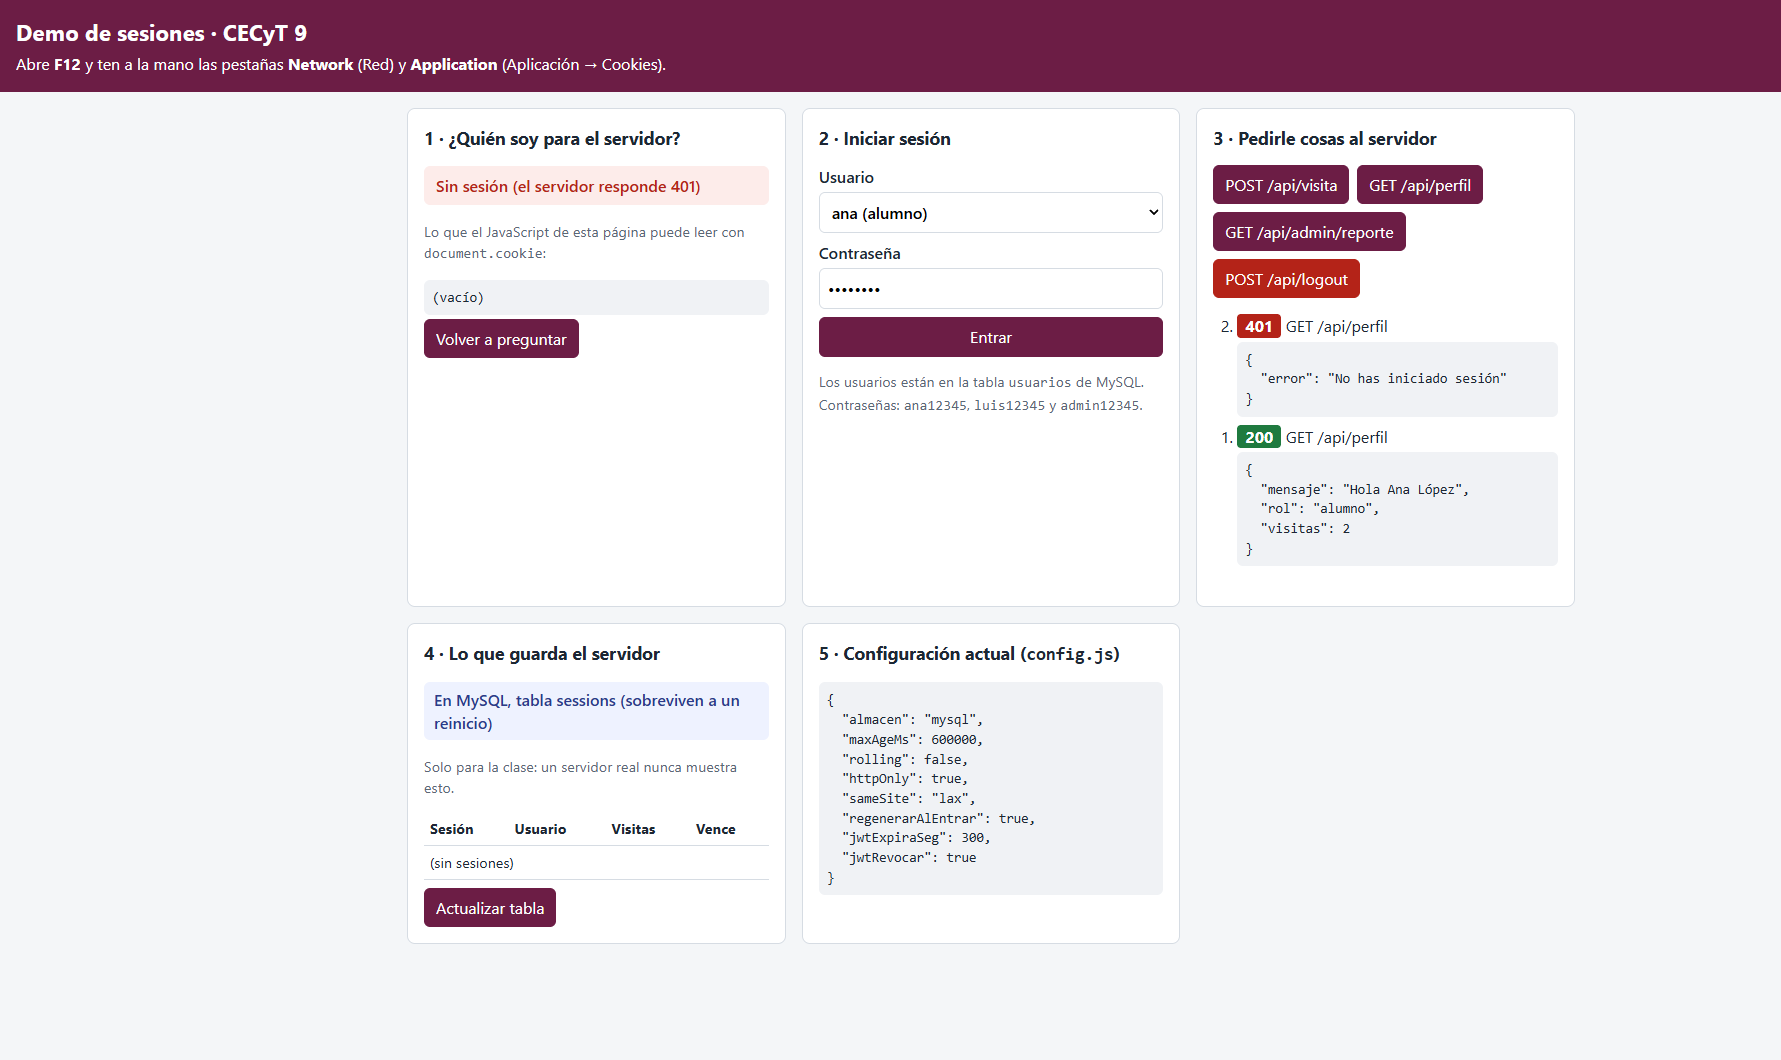 Demo de sesiones · CECyT 9
Abre F12 y ten a la mano las pestañas Network (Red) y Application (Aplicación → Cookies).
1 · ¿Quién soy para el servidor?
Sin sesión (el servidor responde 401)
Lo que el JavaScript de esta página puede leer con
document.cookie:
(vacío)
Volver a preguntar
2 · Iniciar sesión
Usuario
ana (alumno)
Contraseña
••••••••
Entrar
Los usuarios están en la tabla usuarios de MySQL.
Contraseñas: ana12345, luis12345 y admin12345.
3 · Pedirle cosas al servidor
POST /api/visita
GET /api/perfil
GET /api/admin/reporte
POST /api/logout
2. 401 GET /api/perfil
{
  "error": "No has iniciado sesión"
}
1. 200 GET /api/perfil
{
  "mensaje": "Hola Ana López",
  "rol": "alumno",
  "visitas": 2
}
4 · Lo que guarda el servidor
En MySQL, tabla sessions (sobreviven a un
reinicio)
Solo para la clase: un servidor real nunca muestra
esto.
Sesión Usuario Visitas Vence
(sin sesiones)
Actualizar tabla
5 · Configuración actual (config.js)
{
  "almacen": "mysql",
  "maxAgeMs": 600000,
  "rolling": false,
  "httpOnly": true,
  "sameSite": "lax",
  "regenerarAlEntrar": true,
  "jwtExpiraSeg": 300,
  "jwtRevocar": true
}